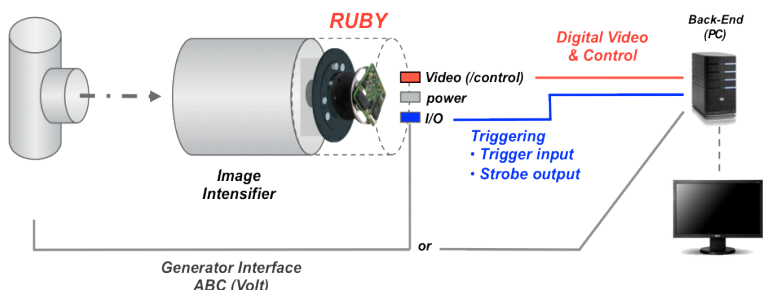 RUBY
Back-End
(PC)
Digital Video
& Control
Video (/control)
power
I/O
Triggering
• Trigger input
• Strobe output
Image
Intensifier
or
Generator Interface
ABC (Volt)